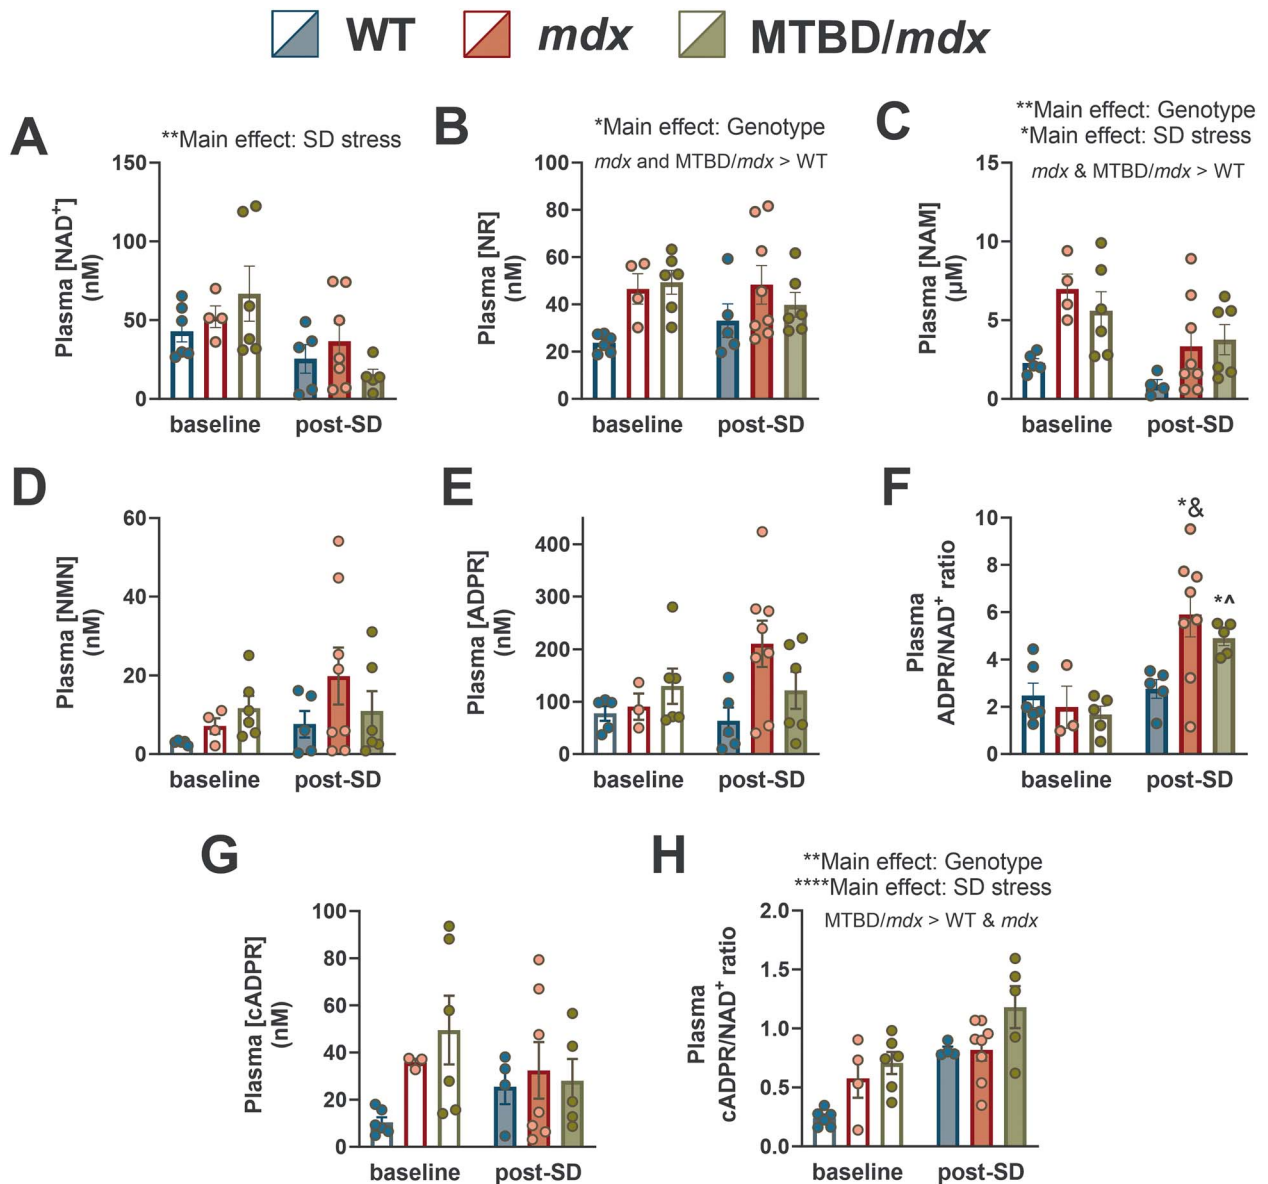 WT mdx MTBD/mdx
A
**Main effect: SD stress
Plasma [NAD⁺]
(nM)
150
100
50
0
baseline post-SD
B
*Main effect: Genotype
mdx and MTBD/mdx > WT
Plasma [NR]
(nM)
100
80
60
40
20
0
baseline post-SD
C
**Main effect: Genotype
*Main effect: SD stress
mdx & MTBD/mdx > WT
Plasma [NAM]
(µM)
15
10
5
0
baseline post-SD
D
Plasma [NMN]
(nM)
60
40
20
0
baseline post-SD
E
Plasma [ADPR]
(nM)
400
300
200
100
0
baseline post-SD
F
Plasma
ADPR/NAD⁺ ratio
10
8
6
4
2
0
*&
*^
baseline post-SD
G
Plasma [cADPR]
(nM)
100
80
60
40
20
0
baseline post-SD
H
**Main effect: Genotype
****Main effect: SD stress
MTBD/mdx > WT & mdx
Plasma
cADPR/NAD⁺ ratio
2.0
1.5
1.0
0.5
0.0
baseline post-SD